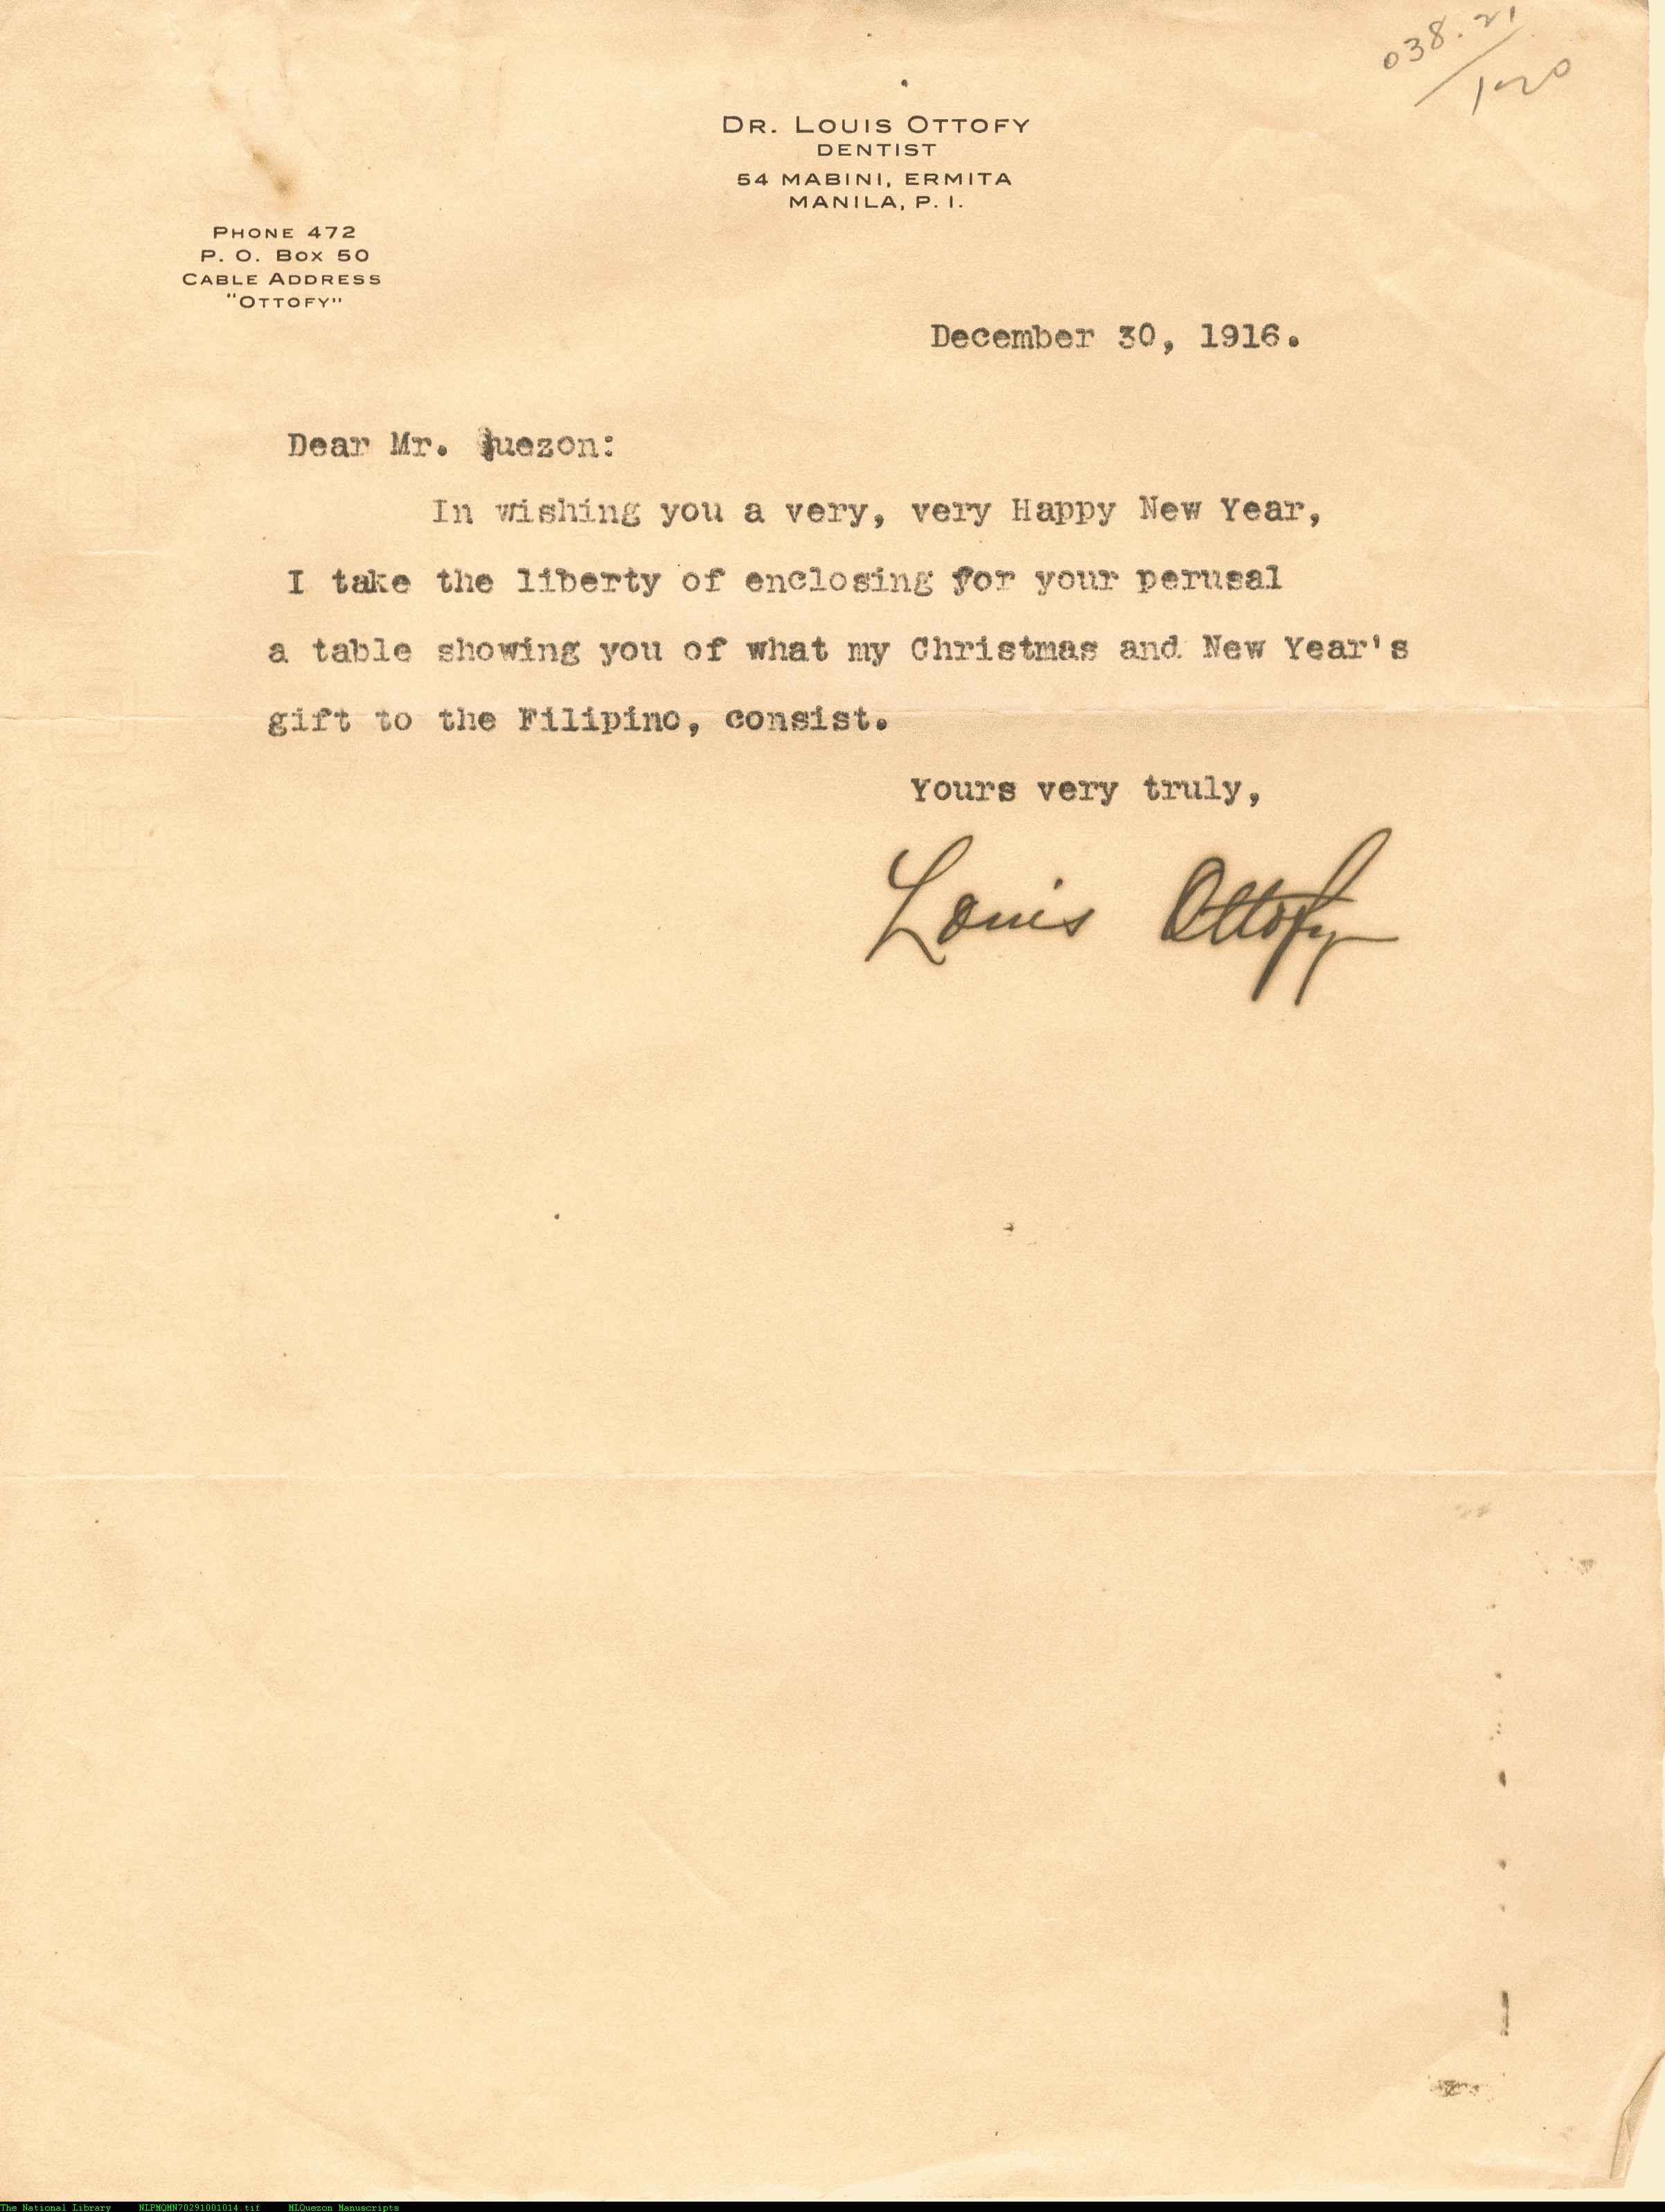 038.21
120
DR. LOUIS OTTOFY
DENTIST
54 MABINI, ERMITA
MANILA, P. I.
PHONE 472
P. O. BOX 50
CABLE ADDRESS
"OTTOFY"
December 30, 1916.
Dear Mr. Quezon:
In wishing you a very, very Happy New Year,
I take the liberty of enclosing for your perusal
a table showing you of what my Christmas and New Year's
gift to the Filipino, consist.
Yours very truly,
Louis Ottofy
The National Library NLPMQMN70291001014.tif MLQuezon Manuscripts